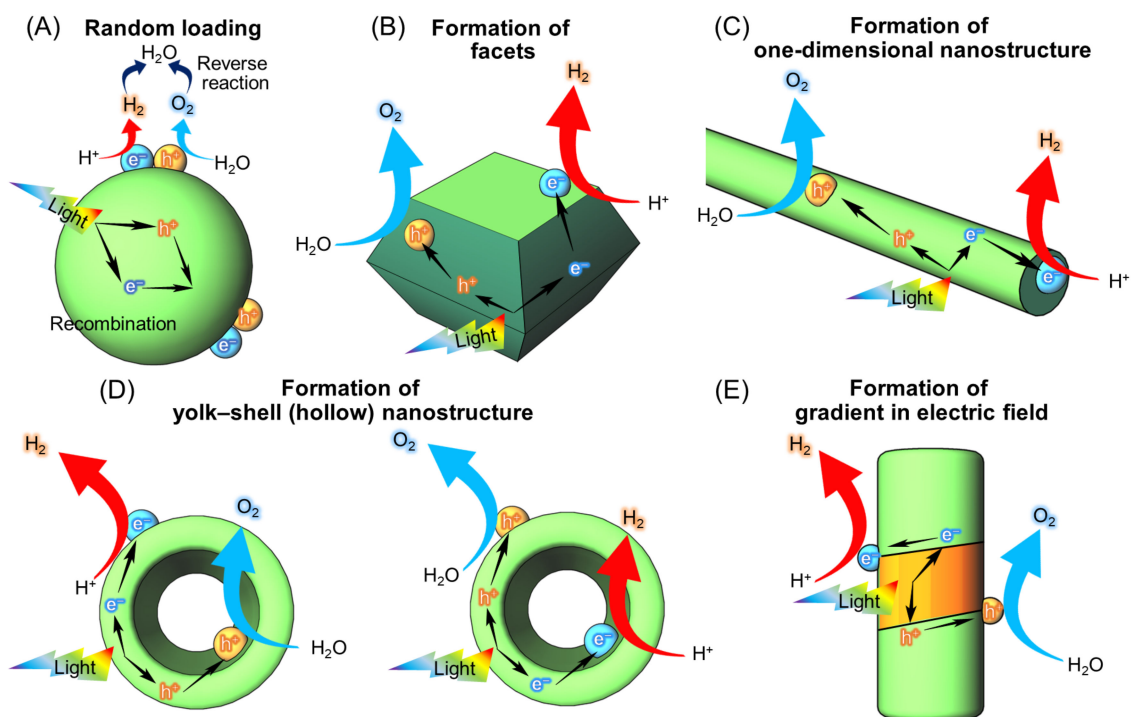 (A)
Random loading
H₂O
Reverse
reaction
H₂
O₂
H⁺
e⁻
h⁺
H₂O
Light
h⁺
e⁻
Recombination
h⁺
e⁻
(B)
Formation of
facets
H₂
O₂
e⁻
H⁺
h⁺
H₂O
e⁻
h⁺
Light
(C)
Formation of
one-dimensional nanostructure
O₂
H₂
h⁺
H₂O
h⁺
e⁻
e⁻
H⁺
Light
(D)
Formation of
yolk–shell (hollow) nanostructure
H₂
O₂
e⁻
H⁺
e⁻
h⁺
H₂O
Light
h⁺
O₂
h⁺
H₂
H₂O
h⁺
e⁻
H⁺
Light
e⁻
(E)
Formation of
gradient in electric field
H₂
O₂
e⁻
e⁻
H⁺
Light
h⁺
h⁺
H₂O